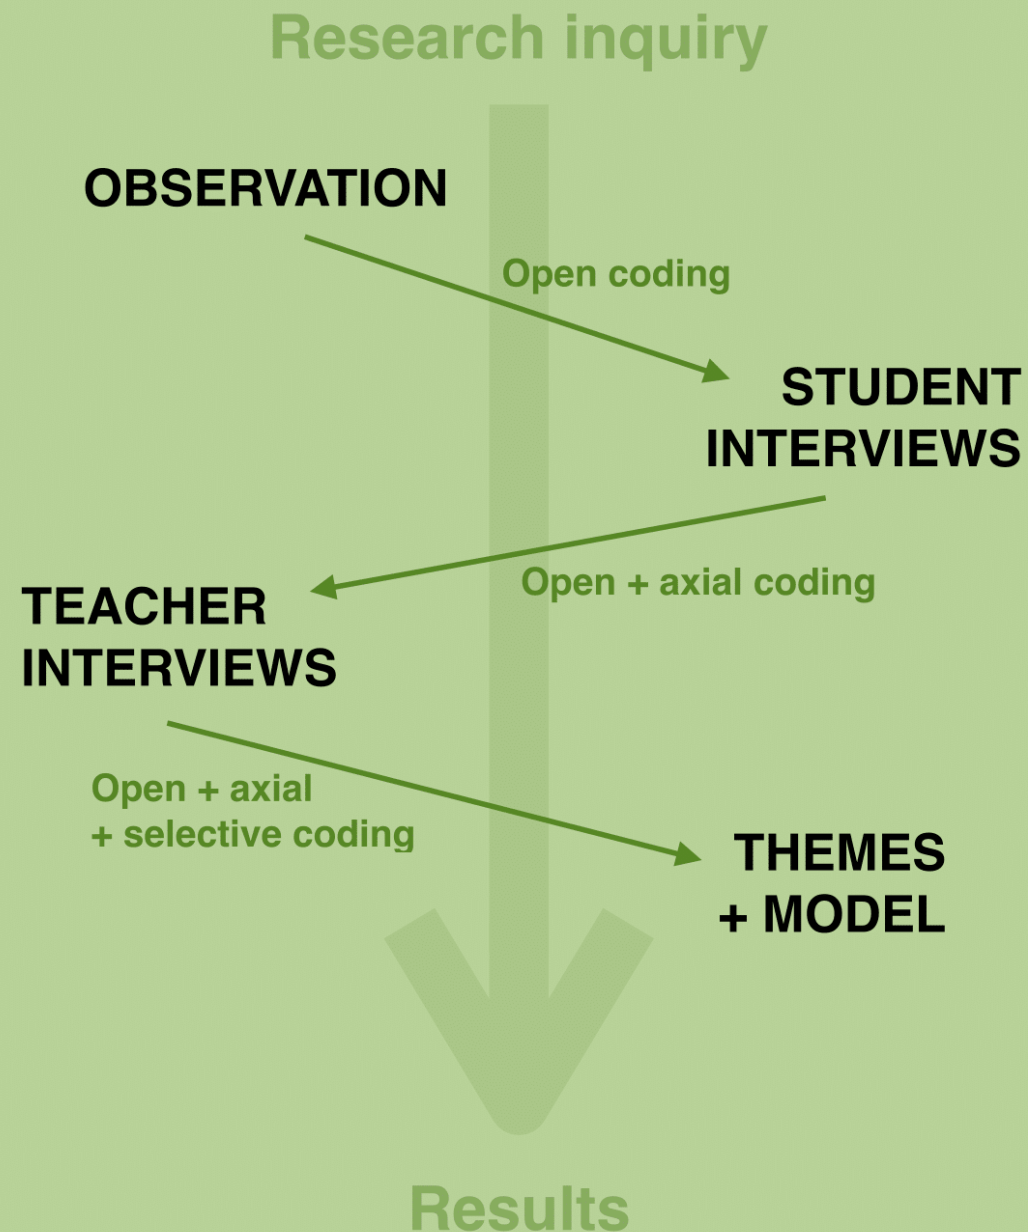 Research inquiry
OBSERVATION
Open coding
STUDENT
INTERVIEWS
Open + axial coding
TEACHER
INTERVIEWS
Open + axial
+ selective coding
THEMES
+ MODEL
Results